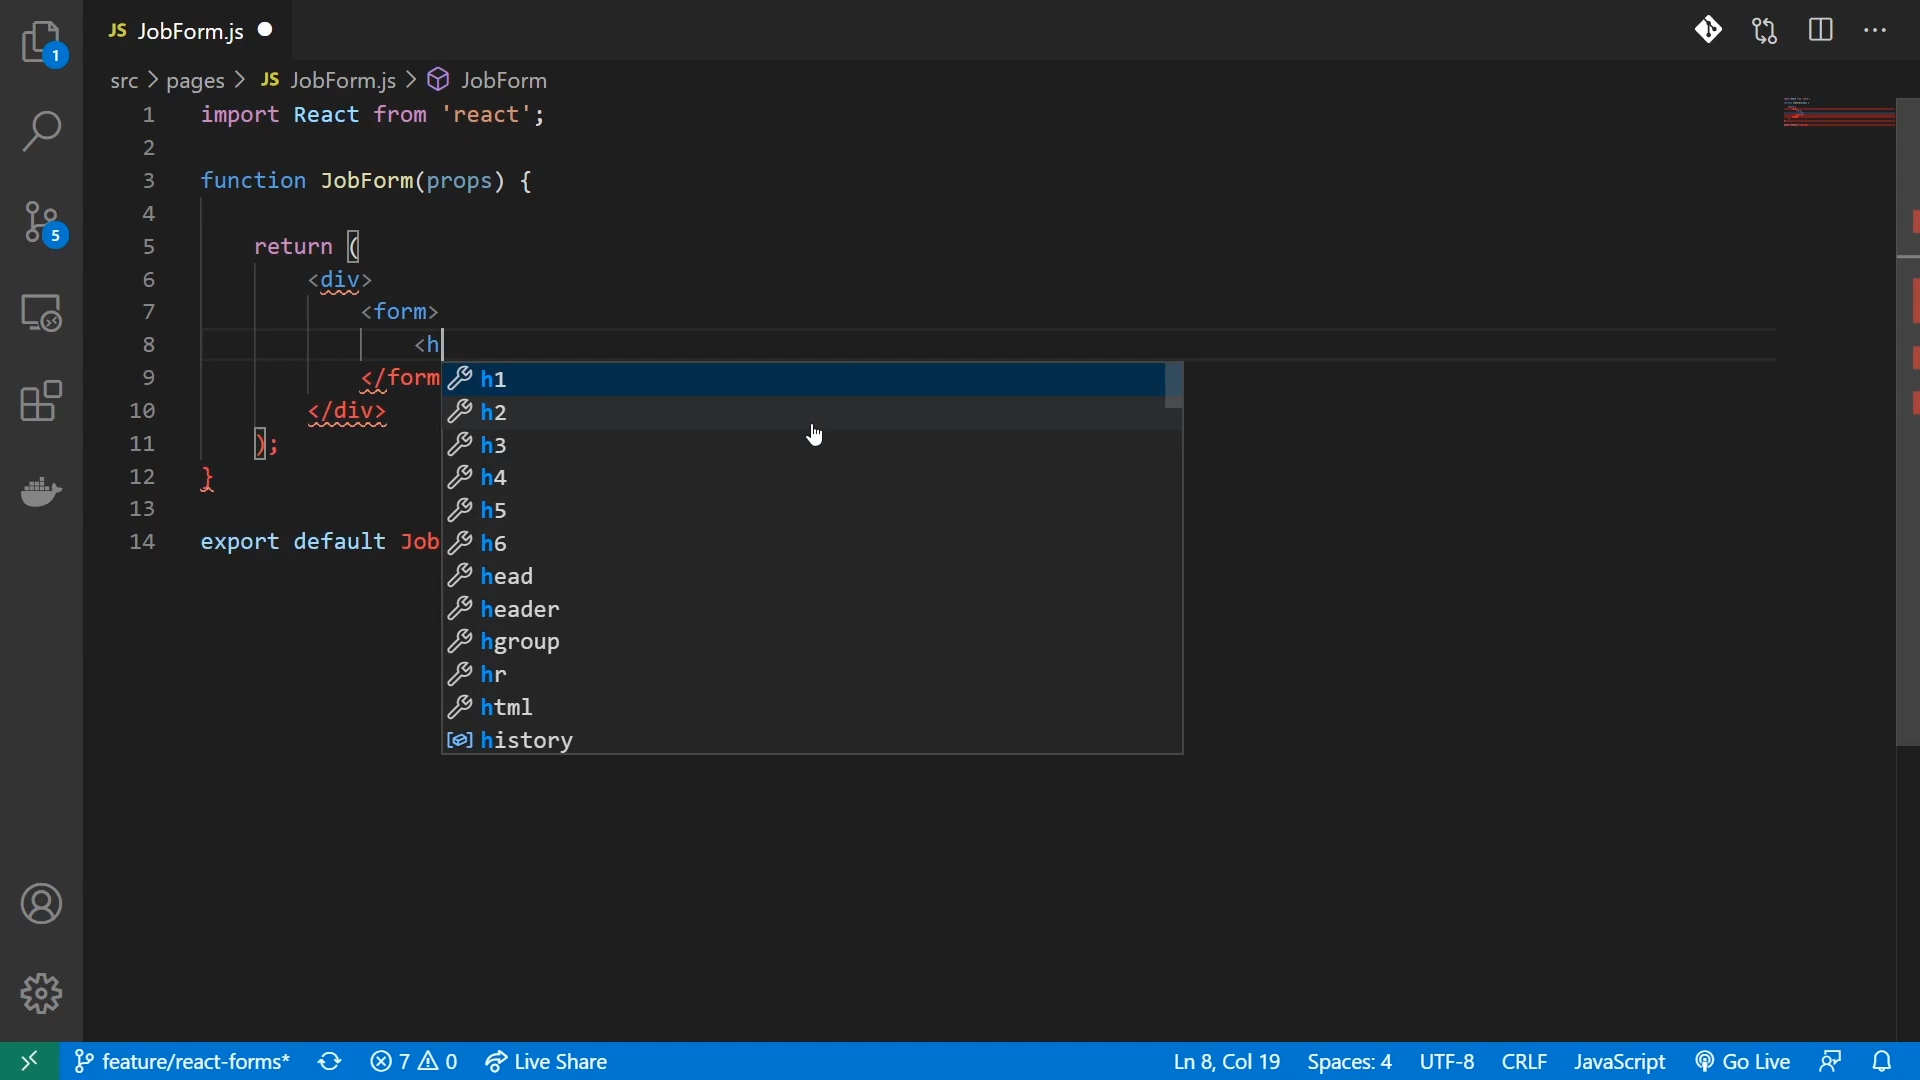 1
JS JobForm.js
src > pages > JS JobForm.js > JobForm
1 import React from 'react';
2
3 function JobForm(props) {
4
5 return (
6 <div>
7 <form>
8 <h
9 </form
10 </div>
11 );
12 }
13
14 export default Job
h1
h2
h3
h4
h5
h6
head
header
hgroup
hr
html
history
5
feature/react-forms* 7 0 Live Share Ln 8, Col 19 Spaces: 4 UTF-8 CRLF JavaScript Go Live